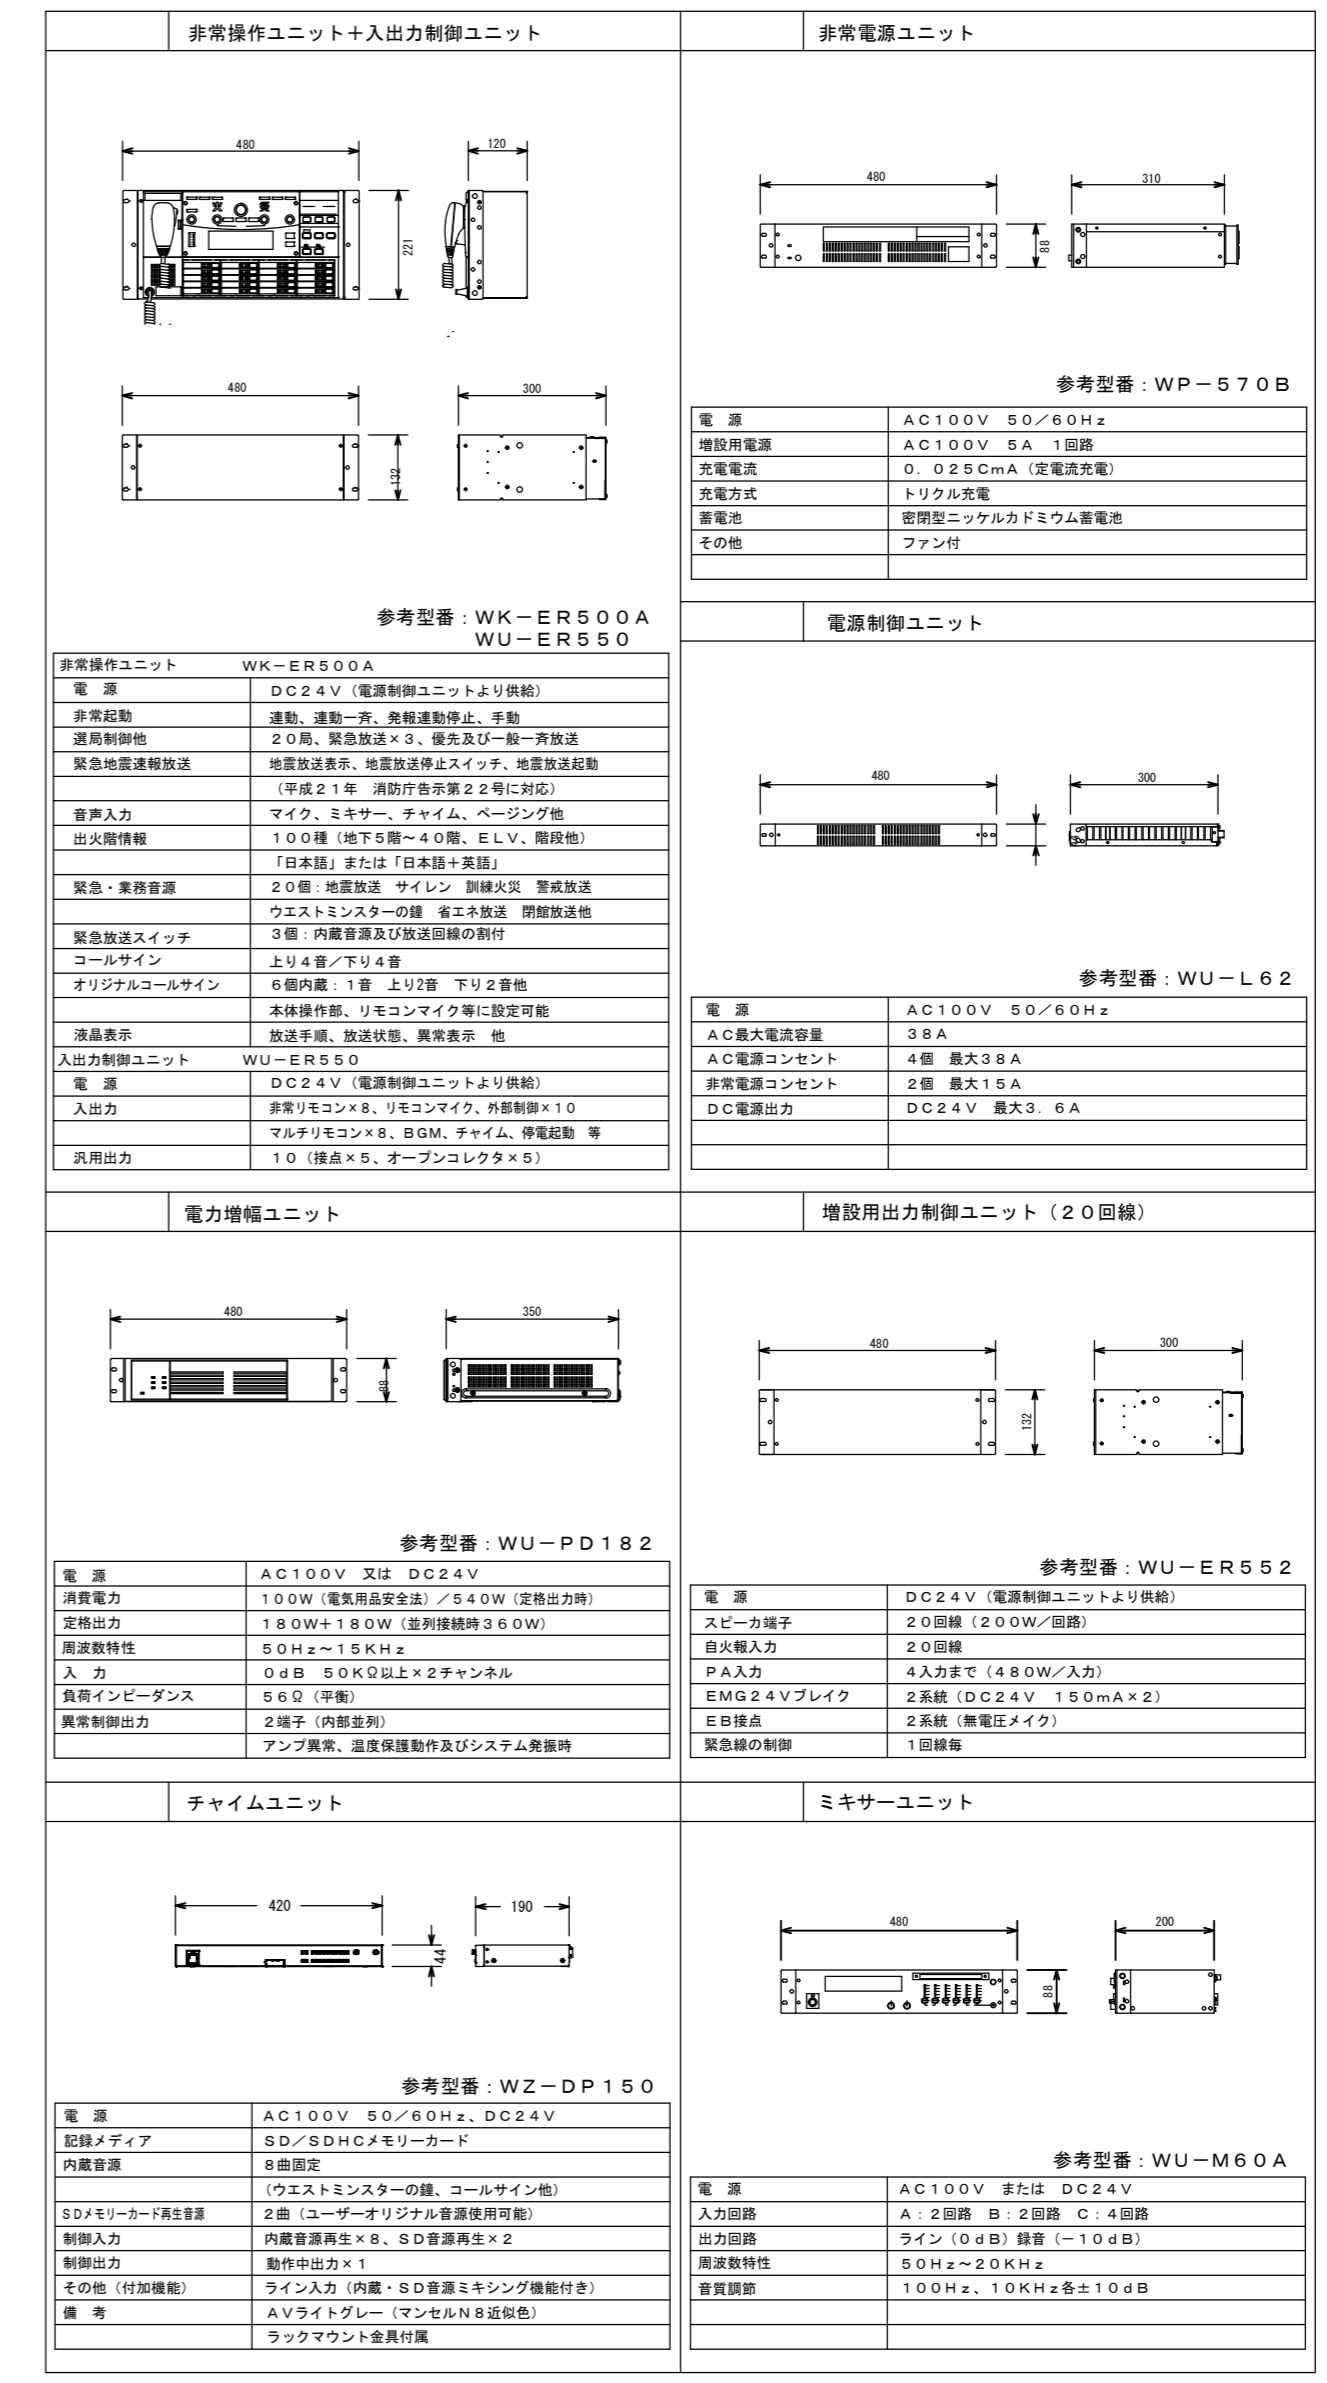 非常操作ユニット＋入出力制御ユニット
480
120
221
480
300
132
参考型番：ＷＫ－ＥＲ５００Ａ
ＷＵ－ＥＲ５５０
非常操作ユニット　ＷＫ－ＥＲ５００Ａ
電　源　ＤＣ２４Ｖ（電源制御ユニットより供給）
非常起動　連動、連動一斉、発報連動停止、手動
選局制御他　２０局、緊急放送×３、優先及び一般一斉放送
緊急地震速報放送　地震放送表示、地震放送停止スイッチ、地震放送起動
（平成２１年　消防庁告示第２２号に対応）
音声入力　マイク、ミキサー、チャイム、ページング他
出火階情報　１００種（地下５階～４０階、ＥＬＶ、階段他）
「日本語」または「日本語＋英語」
緊急・業務音源　２０個：地震放送　サイレン　訓練火災　警戒放送
ウエストミンスターの鐘　省エネ放送　閉館放送他
緊急放送スイッチ　３個：内蔵音源及び放送回線の割付
コールサイン　上り４音／下り４音
オリジナルコールサイン　６個内蔵：１音　上り2音　下り２音他
本体操作部、リモコンマイク等に設定可能
液晶表示　放送手順、放送状態、異常表示　他
入出力制御ユニット　ＷＵ－ＥＲ５５０
電　源　ＤＣ２４Ｖ（電源制御ユニットより供給）
入出力　非常リモコン×８、リモコンマイク、外部制御×１０
マルチリモコン×８、ＢＧＭ、チャイム、停電起動　等
汎用出力　１０（接点×５、オープンコレクタ×５）
非常電源ユニット
480
310
88
参考型番：ＷＰ－５７０Ｂ
電　源　ＡＣ１００Ｖ　５０／６０Ｈｚ
増設用電源　ＡＣ１００Ｖ　５Ａ　１回路
充電電流　０．０２５ＣｍＡ（定電流充電）
充電方式　トリクル充電
蓄電池　密閉型ニッケルカドミウム蓄電池
その他　ファン付
電源制御ユニット
480
300
参考型番：ＷＵ－Ｌ６２
電　源　ＡＣ１００Ｖ　５０／６０Ｈｚ
ＡＣ最大電流容量　３８Ａ
ＡＣ電源コンセント　４個　最大３８Ａ
非常電源コンセント　２個　最大１５Ａ
ＤＣ電源出力　ＤＣ２４Ｖ　最大３．６Ａ
電力増幅ユニット
480
350
88
参考型番：ＷＵ－ＰＤ１８２
電　源　ＡＣ１００Ｖ　又は　ＤＣ２４Ｖ
消費電力　１００Ｗ（電気用品安全法）／５４０Ｗ（定格出力時）
定格出力　１８０Ｗ＋１８０Ｗ（並列接続時３６０Ｗ）
周波数特性　５０Ｈｚ～１５ＫＨｚ
入　力　０ｄＢ　５０ＫΩ以上×２チャンネル
負荷インピーダンス　５６Ω（平衡）
異常制御出力　２端子（内部並列）
アンプ異常、温度保護動作及びシステム発振時
増設用出力制御ユニット（２０回線）
480
300
132
参考型番：ＷＵ－ＥＲ５５２
電　源　ＤＣ２４Ｖ（電源制御ユニットより供給）
スピーカ端子　２０回線（２００Ｗ／回路）
自火報入力　２０回線
ＰＡ入力　４入力まで（４８０Ｗ／入力）
ＥＭＧ２４Ｖブレイク　２系統（ＤＣ２４Ｖ　１５０ｍＡ×２）
ＥＢ接点　２系統（無電圧メイク）
緊急線の制御　１回線毎
チャイムユニット
420
190
44
参考型番：ＷＺ－ＤＰ１５０
電　源　ＡＣ１００Ｖ　５０／６０Ｈｚ、ＤＣ２４Ｖ
記録メディア　ＳＤ／ＳＤＨＣメモリーカード
内蔵音源　８曲固定
（ウエストミンスターの鐘、コールサイン他）
ＳＤメモリーカード再生音源　２曲（ユーザーオリジナル音源使用可能）
制御入力　内蔵音源再生×８、ＳＤ音源再生×２
制御出力　動作中出力×１
その他（付加機能）　ライン入力（内蔵・ＳＤ音源ミキシング機能付き）
備　考　ＡＶライトグレー（マンセルＮ８近似色）
ラックマウント金具付属
ミキサーユニット
480
200
88
参考型番：ＷＵ－Ｍ６０Ａ
電　源　ＡＣ１００Ｖ　または　ＤＣ２４Ｖ
入力回路　Ａ：２回路　Ｂ：２回路　Ｃ：４回路
出力回路　ライン（０ｄＢ）録音（－１０ｄＢ）
周波数特性　５０Ｈｚ～２０ＫＨｚ
音質調節　１００Ｈｚ、１０ＫＨｚ各±１０ｄＢ